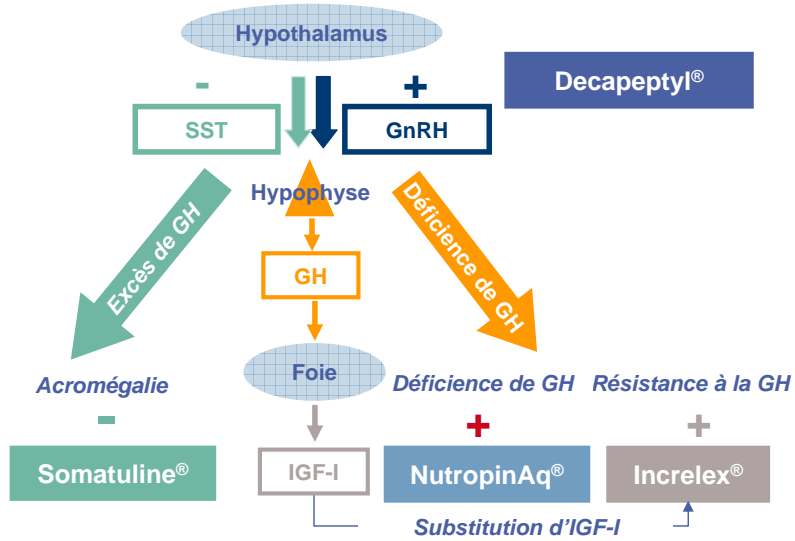 Hypothalamus
Decapeptyl®
- +
SST GnRH
Hypophyse
Excès de GH
Déficience de GH
GH
Foie
Acromégalie Déficience de GH Résistance à la GH
- + +
Somatuline® IGF-I NutropinAq® Increlex®
Substitution d'IGF-I